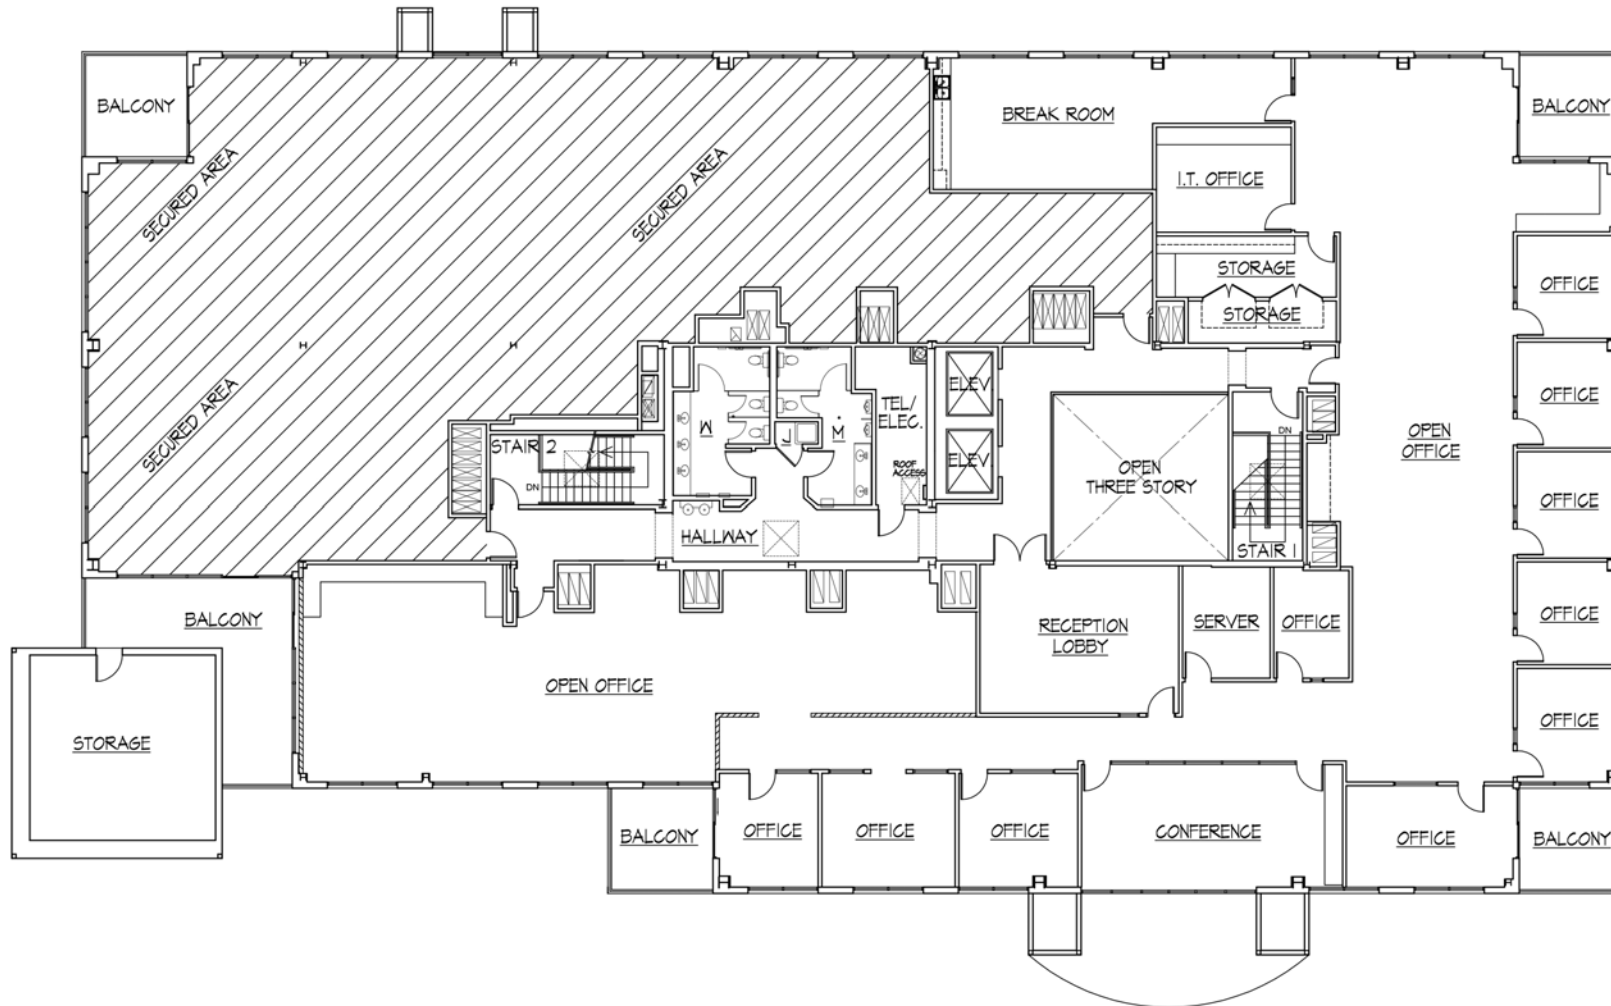 BALCONY
BREAK ROOM
BALCONY
SECURED AREA
SECURED AREA
I.T. OFFICE
STORAGE
OFFICE
STORAGE
ELEV.
TEL/
ELEC.
OFFICE
SECURED AREA
W
J
M
DN
OPEN
OFFICE
STAIR 2
ROOF
ACCESS
ELEV.
OPEN
THREE STORY
DN
OFFICE
HALLWAY
STAIR 1
BALCONY
RECEPTION
LOBBY
SERVER
OFFICE
OFFICE
OPEN OFFICE
STORAGE
OFFICE
BALCONY
OFFICE
OFFICE
OFFICE
CONFERENCE
OFFICE
BALCONY